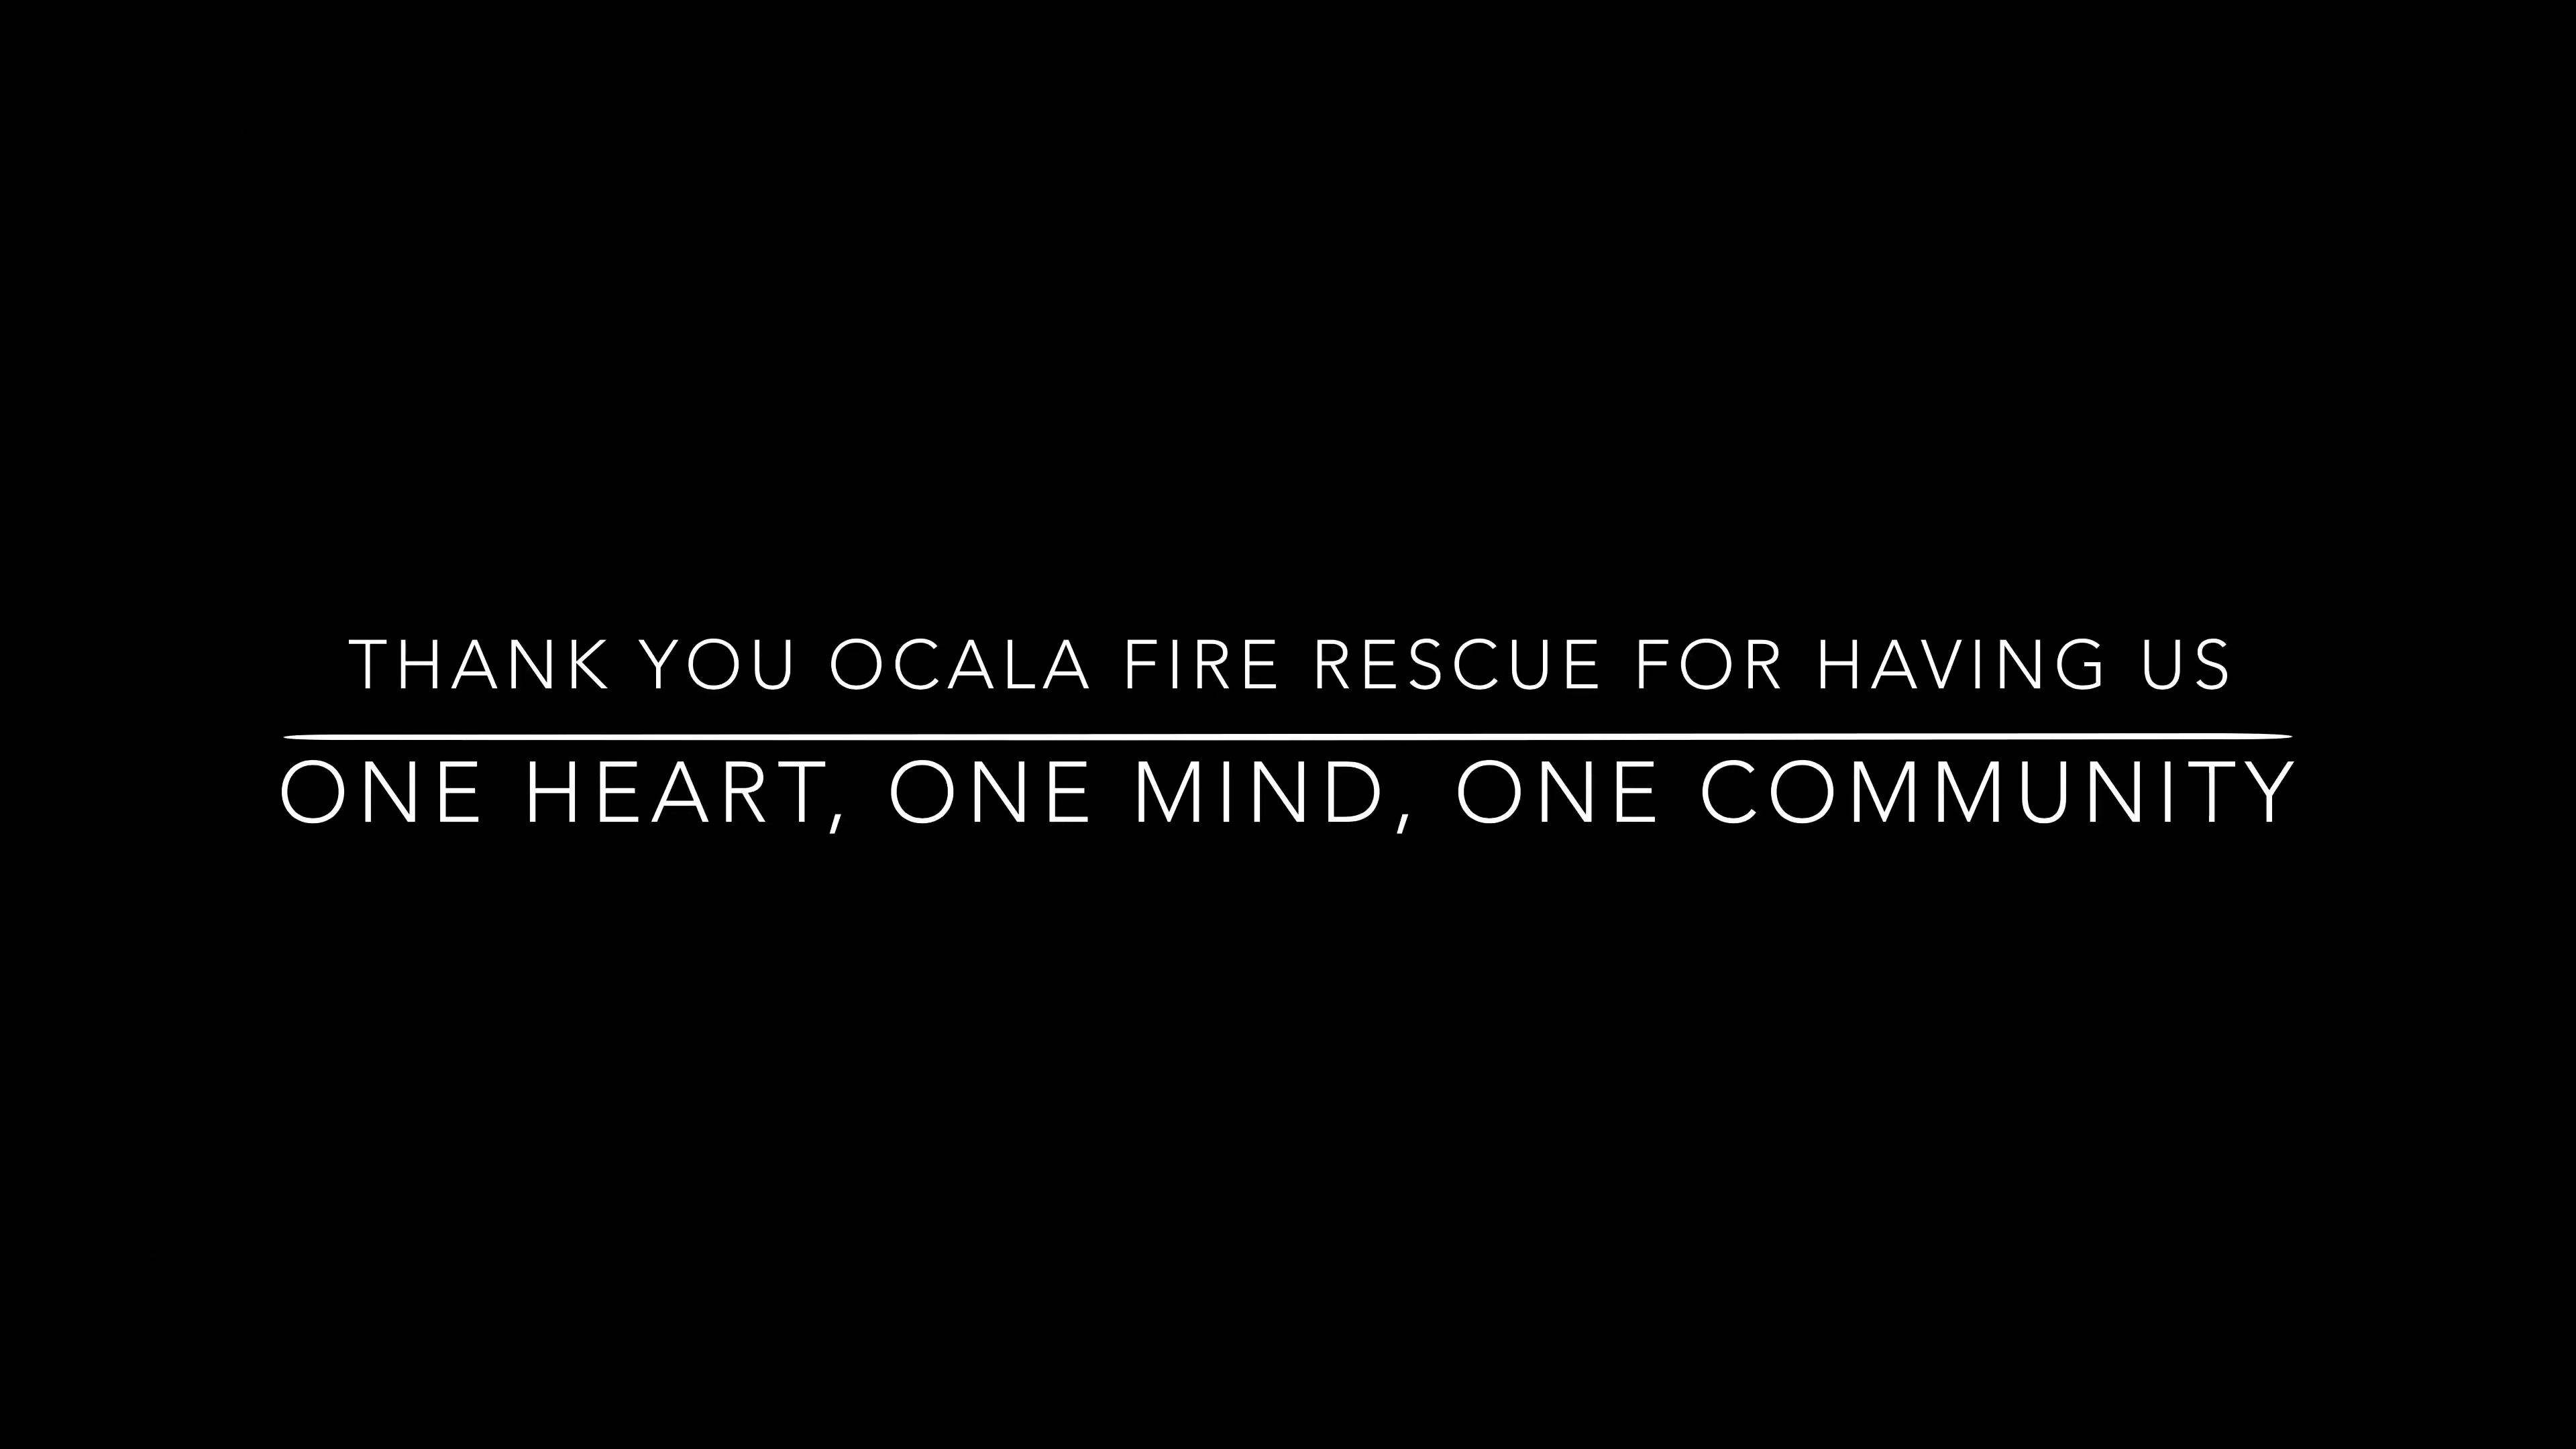 THANK YOU OCALA FIRE RESCUE FOR HAVING US
ONE HEART, ONE MIND, ONE COMMUNITY